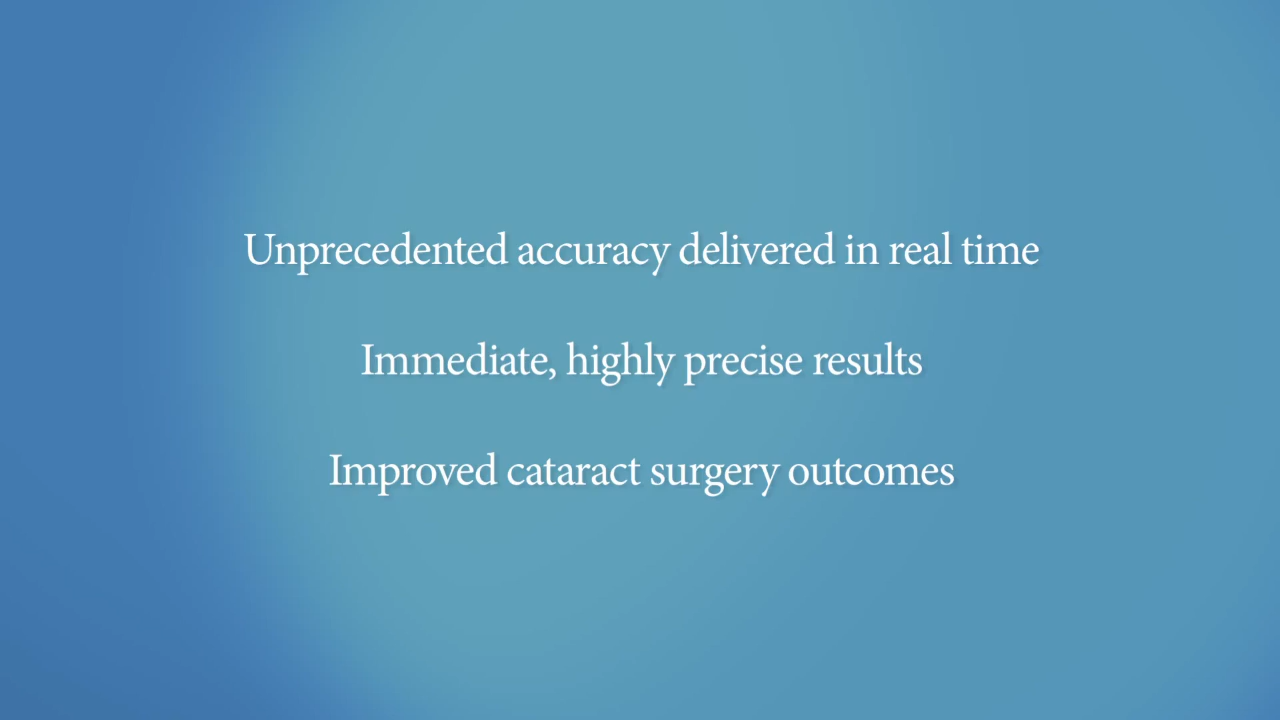 Unprecedented accuracy delivered in real time
Immediate, highly precise results
Improved cataract surgery outcomes